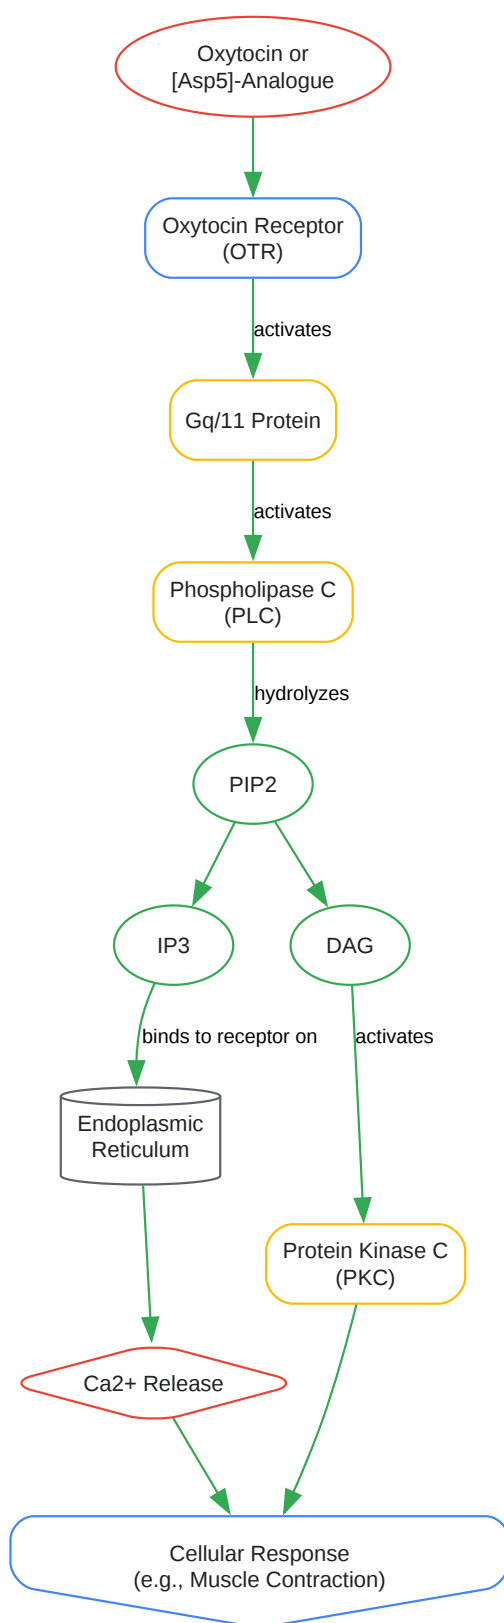 Oxytocin or
[Asp5]-Analogue
Oxytocin Receptor
(OTR)
activates
Gq/11 Protein
activates
Phospholipase C
(PLC)
hydrolyzes
PIP2
IP3
DAG
binds to receptor on
activates
Endoplasmic
Reticulum
Protein Kinase C
(PKC)
Ca2+ Release
Cellular Response
(e.g., Muscle Contraction)